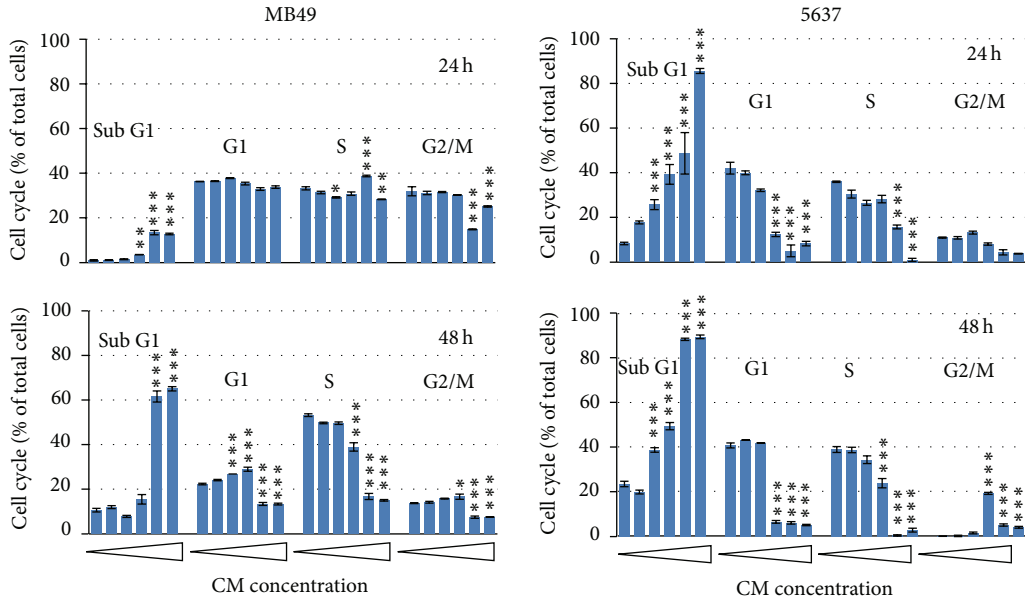 MB49
Cell cycle (% of total cells)
100
80
60
40
20
0
24 h
Sub G1
G1
S
G2/M
**
***
***
*
***
**
***
***
5637
Cell cycle (% of total cells)
100
80
60
40
20
0
24 h
Sub G1
G1
S
G2/M
***
***
***
***
***
***
***
***
***
Cell cycle (% of total cells)
100
80
60
40
20
0
48 h
Sub G1
G1
S
G2/M
***
***
***
***
***
***
***
***
***
*
***
***
CM concentration
Cell cycle (% of total cells)
100
80
60
40
20
0
48 h
Sub G1
G1
S
G2/M
***
***
***
***
***
***
***
***
***
***
***
***
***
CM concentration